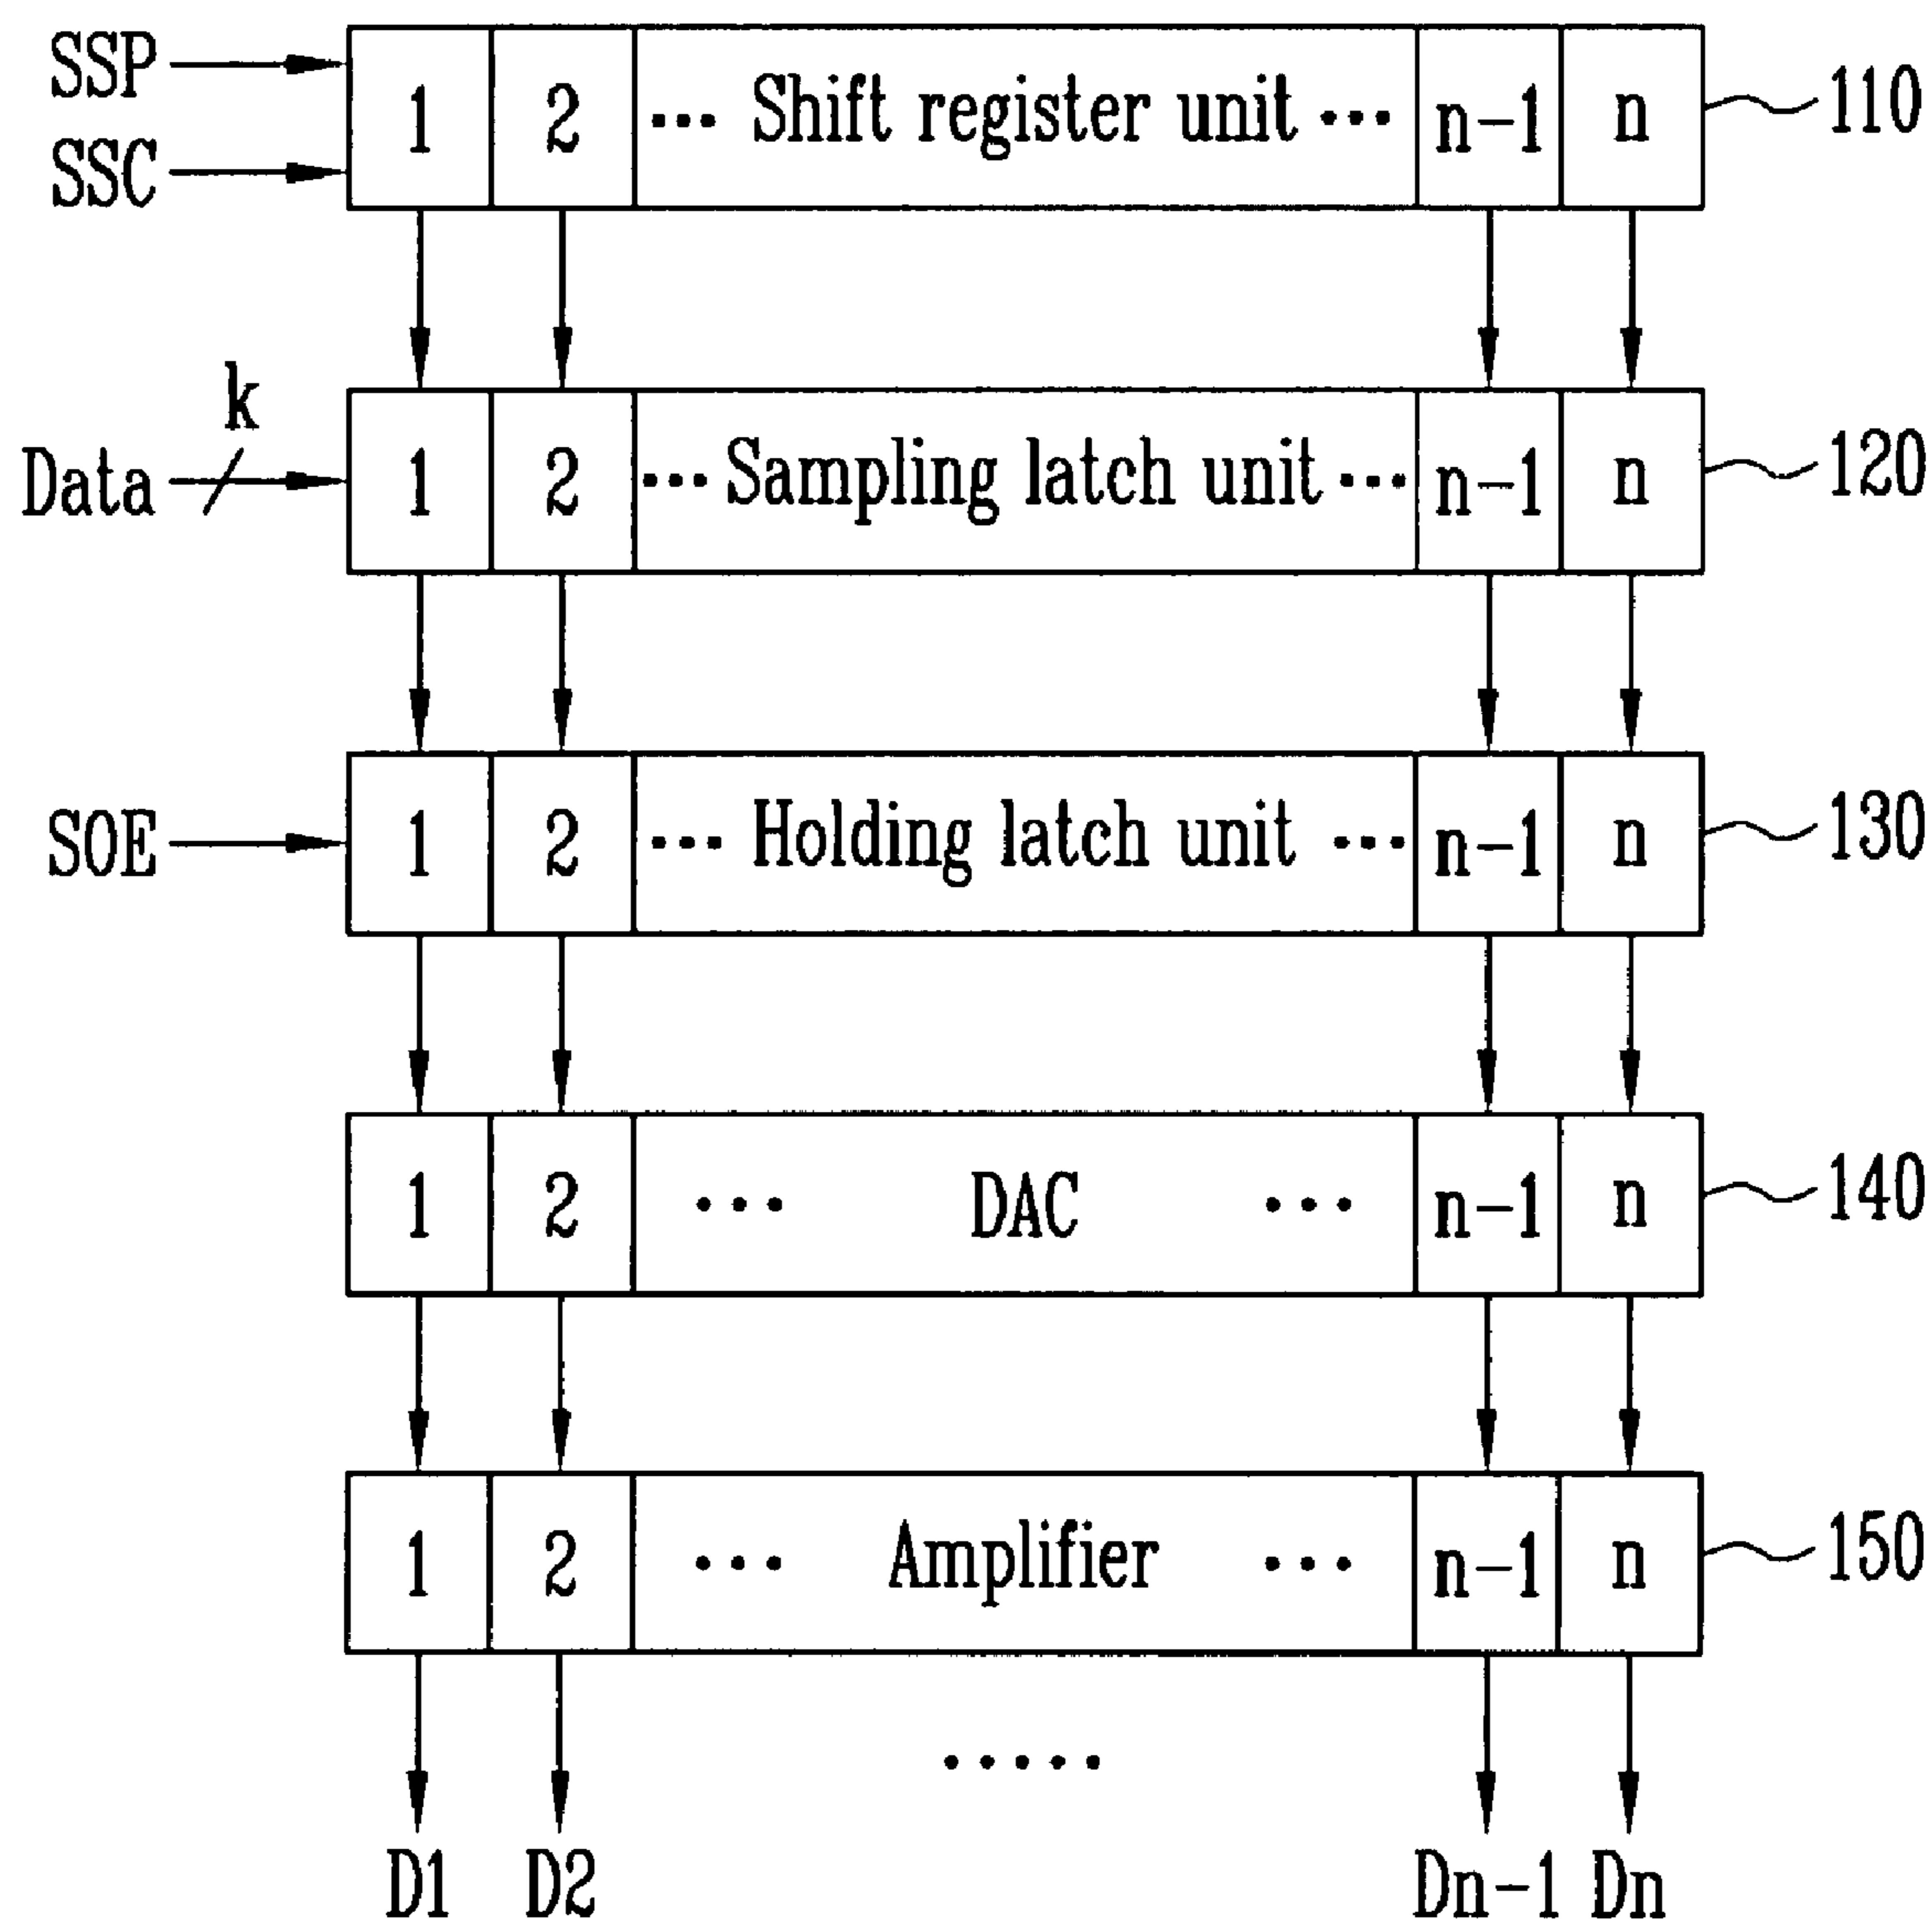 SSP
SSC
1 2 ... Shift register unit ... n-1 n 110
k
Data
1 2 ... Sampling latch unit ... n-1 n 120
SOE
1 2 ... Holding latch unit ... n-1 n 130
1 2 ... DAC ... n-1 n 140
1 2 ... Amplifier ... n-1 n 150
.....
D1 D2 Dn-1 Dn